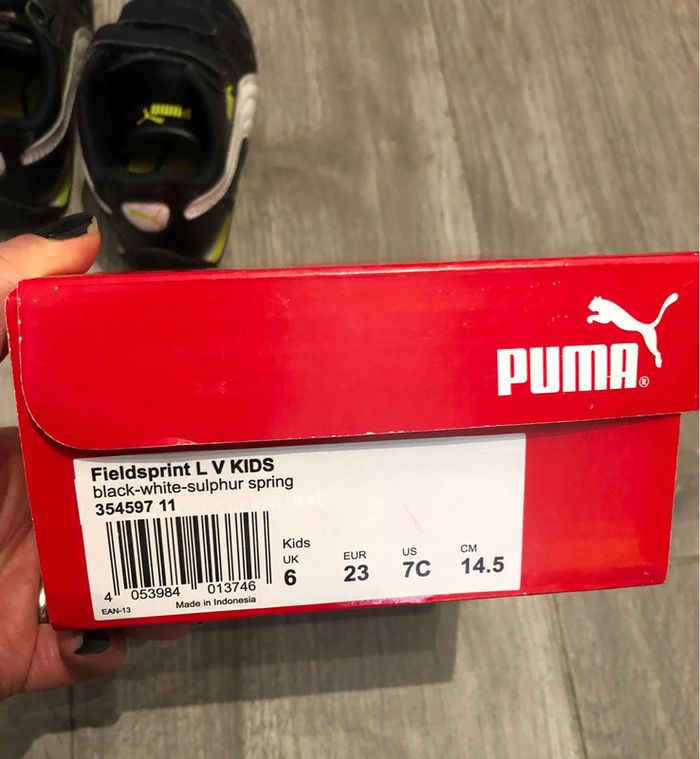 PUMA®
Fieldsprint L V KIDS
black-white-sulphur spring
354597 11
Kids
UK EUR US CM
6 23 7C 14.5
4 053984 013746
EAN-13 Made in Indonesia